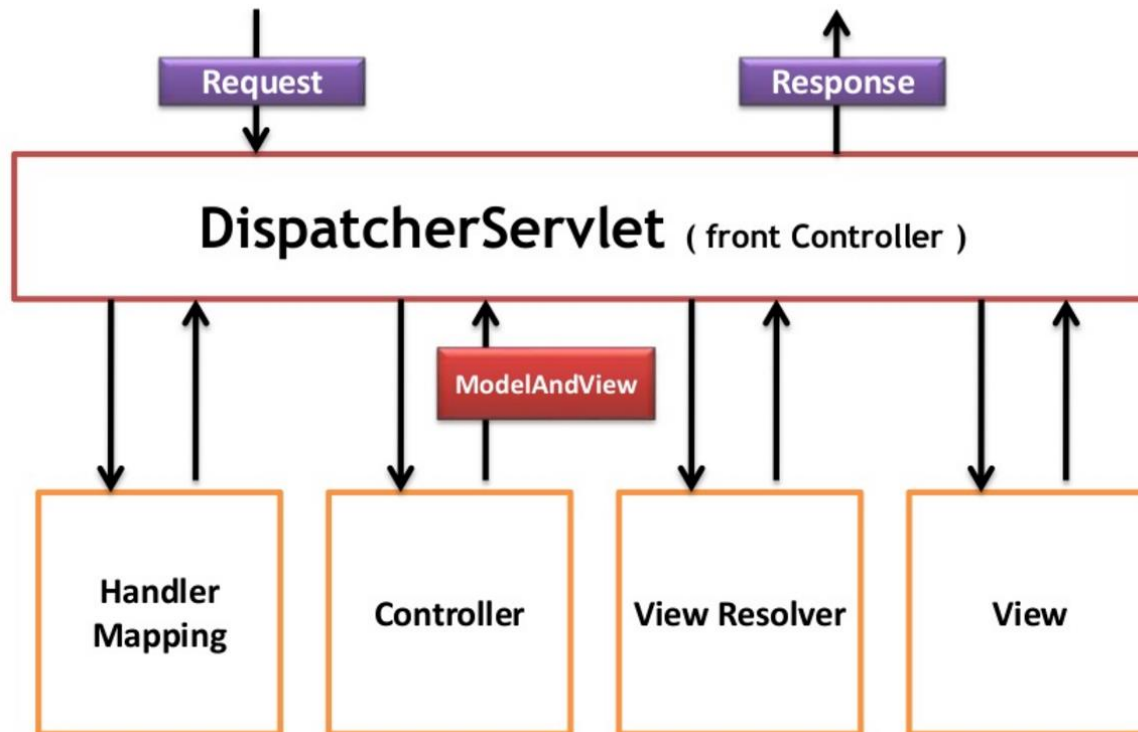 Request
Response
DispatcherServlet ( front Controller )
ModelAndView
Handler
Mapping
Controller
View Resolver
View